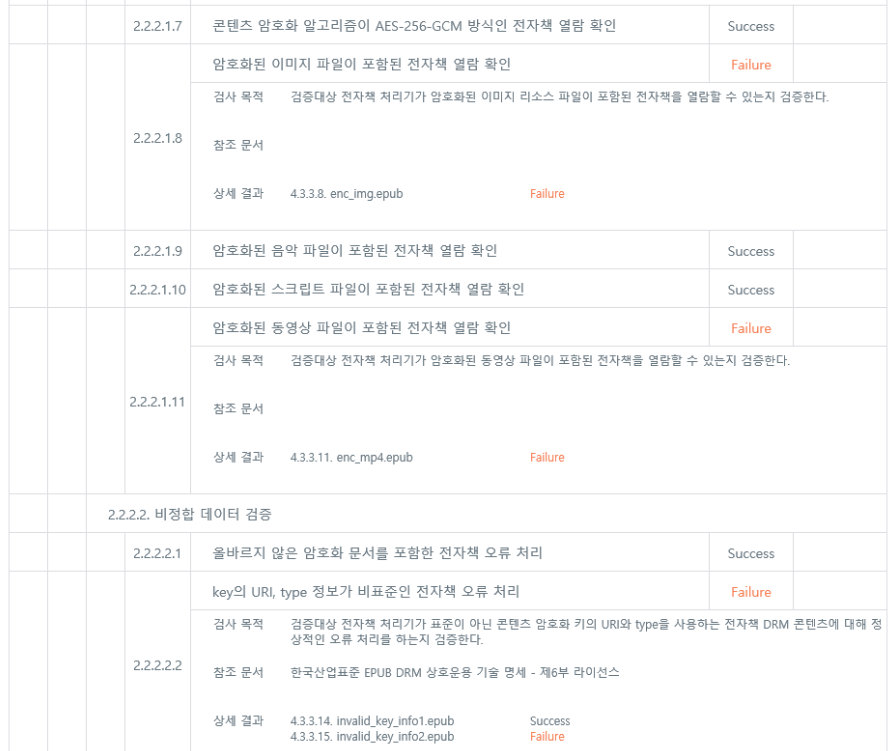 2.2.2.1.7 콘텐츠 암호화 알고리즘이 AES-256-GCM 방식인 전자책 열람 확인 Success
암호화된 이미지 파일이 포함된 전자책 열람 확인 Failure
검사 목적 검증대상 전자책 처리기가 암호화된 이미지 리소스 파일이 포함된 전자책을 열람할 수 있는지 검증한다.
2.2.2.1.8
참조 문서
상세 결과 4.3.3.8. enc_img.epub Failure
2.2.2.1.9 암호화된 음악 파일이 포함된 전자책 열람 확인 Success
2.2.2.1.10 암호화된 스크립트 파일이 포함된 전자책 열람 확인 Success
암호화된 동영상 파일이 포함된 전자책 열람 확인 Failure
검사 목적 검증대상 전자책 처리기가 암호화된 동영상 파일이 포함된 전자책을 열람할 수 있는지 검증한다.
2.2.2.1.11
참조 문서
상세 결과 4.3.3.11. enc_mp4.epub Failure
2.2.2.2. 비정합 데이터 검증
2.2.2.2.1 올바르지 않은 암호화 문서를 포함한 전자책 오류 처리 Success
key의 URI, type 정보가 비표준인 전자책 오류 처리 Failure
검사 목적 검증대상 전자책 처리기가 표준이 아닌 콘텐츠 암호화 키의 URI와 type을 사용하는 전자책 DRM 콘텐츠에 대해 정
상적인 오류 처리를 하는지 검증한다.
2.2.2.2.2
참조 문서 한국산업표준 EPUB DRM 상호운용 기술 명세 - 제6부 라이선스
상세 결과 4.3.3.14. invalid_key_info1.epub Success
4.3.3.15. invalid_key_info2.epub Failure